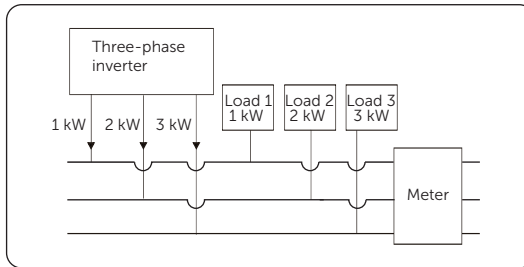 Three-phase
inverter
Load 1
1 kW
Load 2
2 kW
Load 3
3 kW
1 kW
2 kW
3 kW
Meter